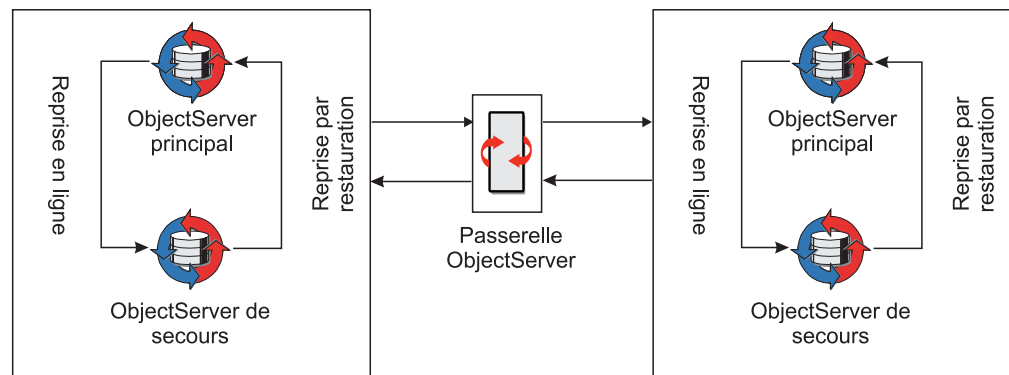 Reprise en ligne
ObjectServer
principal
Reprise par
restauration
ObjectServer de
secours
Passerelle
ObjectServer
Reprise en ligne
ObjectServer
principal
Reprise par
restauration
ObjectServer de
secours